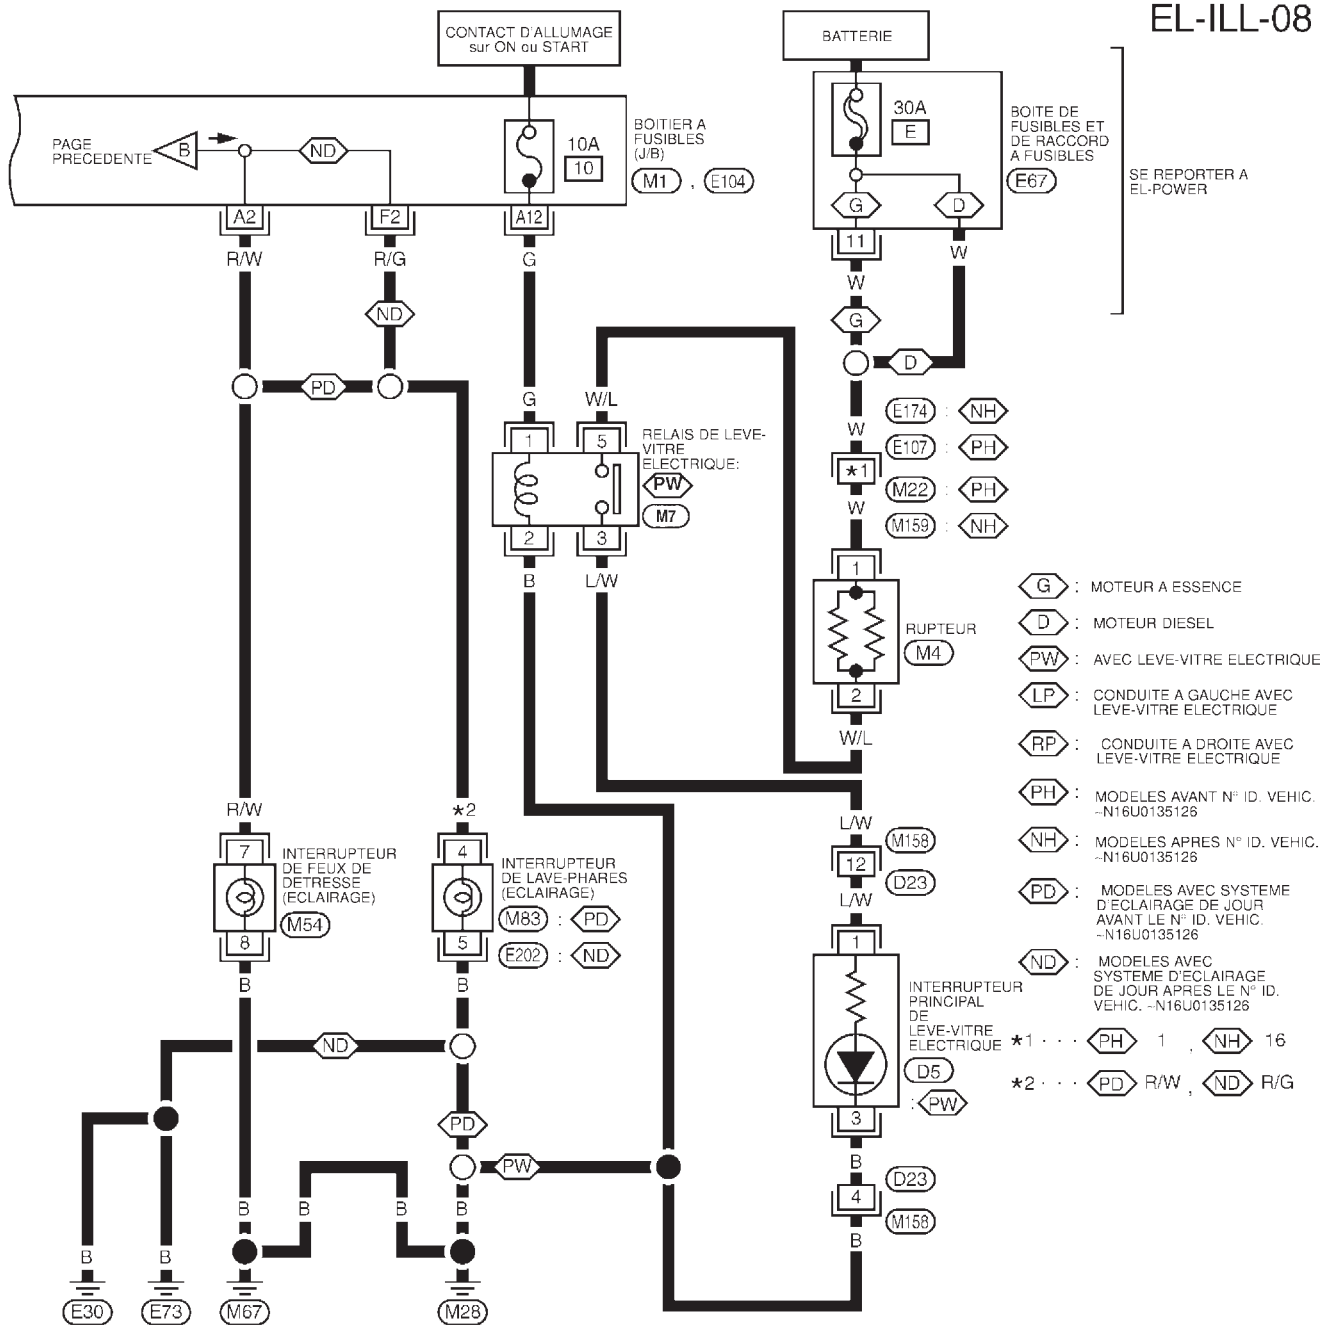 EL-ILL-08
CONTACT D'ALLUMAGE
sur ON ou START
BATTERIE
PAGE
PRECEDENTE
B
ND
10A
10
BOITIER A
FUSIBLES
(J/B)
M1 , E104
30A
E
G
D
BOITE DE
FUSIBLES ET
DE RACCORD
A FUSIBLES
E67
SE REPORTER A
EL-POWER
A2
F2
A12
11
R/W
R/G
G
W
W
ND
G
D
PD
G
W/L
W
E174 : NH
E107 : PH
M22 : PH
M159 : NH
*1
W
1
5
RELAIS DE LEVE-
VITRE
ELECTRIQUE:
PW
M7
2
3
B
L/W
1
RUPTEUR
M4
2
W/L
G : MOTEUR A ESSENCE
D : MOTEUR DIESEL
PW : AVEC LEVE-VITRE ELECTRIQUE
LP : CONDUITE A GAUCHE AVEC
LEVE-VITRE ELECTRIQUE
RP : CONDUITE A DROITE AVEC
LEVE-VITRE ELECTRIQUE
PH : MODELES AVANT N° ID. VEHIC.
~N16U0135126
NH : MODELES APRES N° ID. VEHIC.
~N16U0135126
PD : MODELES AVEC SYSTEME
D'ECLAIRAGE DE JOUR
AVANT LE N° ID. VEHIC.
~N16U0135126
ND : MODELES AVEC
SYSTEME D'ECLAIRAGE
DE JOUR APRES LE N° ID.
VEHIC. ~N16U0135126
*1 · · · PH 1 , NH 16
*2 · · · PD R/W , ND R/G
R/W
*2
7
INTERRUPTEUR
DE FEUX DE
DETRESSE
(ECLAIRAGE)
M54
8
B
4
INTERRUPTEUR
DE LAVE-PHARES
(ECLAIRAGE)
M83 : PD
E202 : ND
5
B
L/W
M158
12
D23
L/W
1
INTERRUPTEUR
PRINCIPAL
DE
LEVE-VITRE
ELECTRIQUE
D5
: PW
3
B
D23
4
M158
B
ND
PD
PW
B
B
B
B
B
B
E30
E73
M67
M28